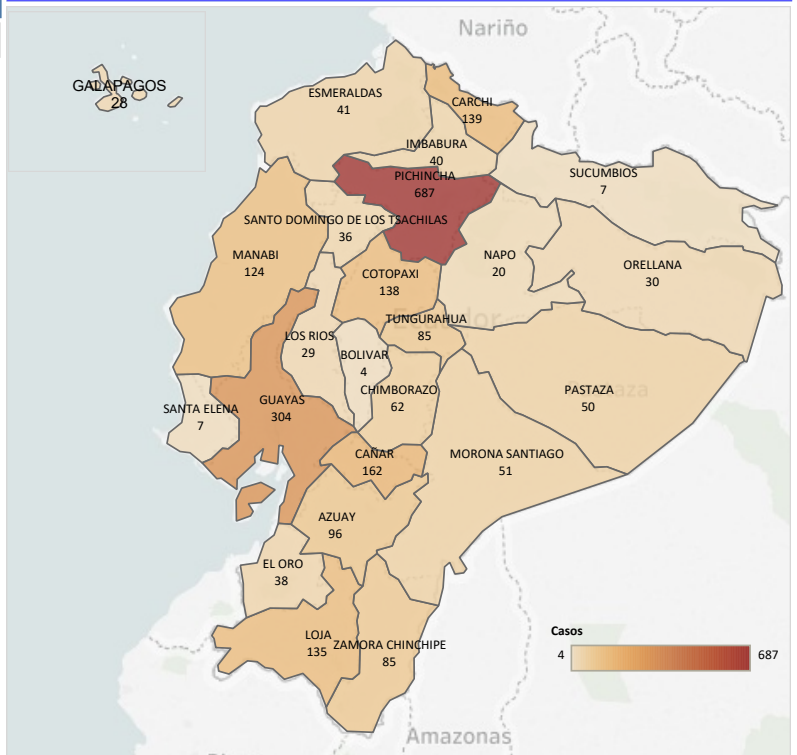 Nariño
GALAPAGOS
28
ESMERALDAS
41
CARCHI
139
IMBABURA
40
PICHINCHA
687
SUCUMBIOS
7
SANTO DOMINGO DE LOS TSACHILAS
36
MANABI
124
COTOPAXI
138
NAPO
20
ORELLANA
30
Ecuador
TUNGURAHUA
85
LOS RIOS
29
BOLIVAR
4
CHIMBORAZO
62
Pastaza
PASTAZA
50
SANTA ELENA
7
GUAYAS
304
CAÑAR
162
MORONA SANTIAGO
51
AZUAY
96
EL ORO
38
LOJA
135
ZAMORA CHINCHIPE
85
Casos
4
687
Amazonas